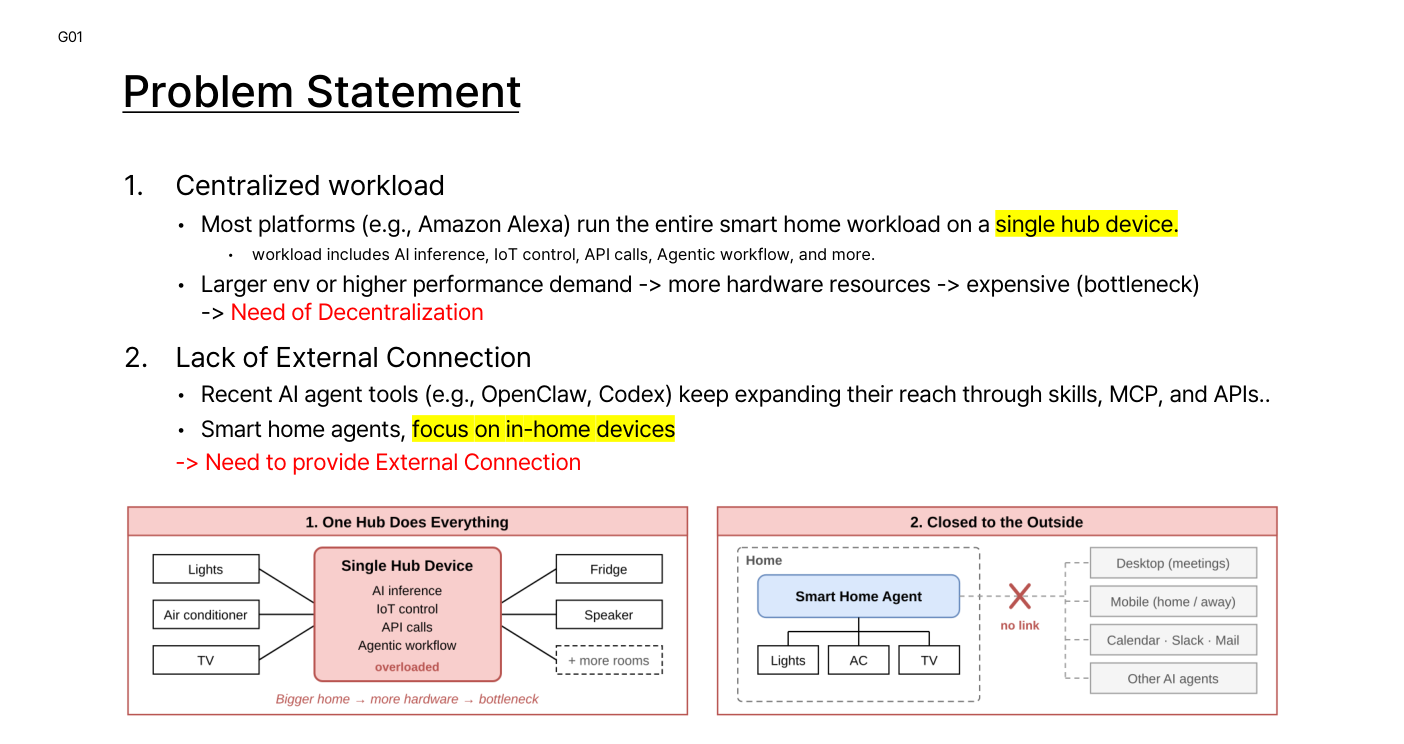 G01
Problem Statement
1. Centralized workload
• Most platforms (e.g., Amazon Alexa) run the entire smart home workload on a single hub device.
• workload includes AI inference, IoT control, API calls, Agentic workflow, and more.
• Larger env or higher performance demand -> more hardware resources -> expensive (bottleneck)
-> Need of Decentralization
2. Lack of External Connection
• Recent AI agent tools (e.g., OpenClaw, Codex) keep expanding their reach through skills, MCP, and APIs..
• Smart home agents, focus on in-home devices
-> Need to provide External Connection
1. One Hub Does Everything
Lights
Air conditioner
TV
Single Hub Device
AI inference
IoT control
API calls
Agentic workflow
overloaded
Fridge
Speaker
+ more rooms
Bigger home → more hardware → bottleneck
2. Closed to the Outside
Home
Smart Home Agent
Lights
AC
TV
no link
Desktop (meetings)
Mobile (home / away)
Calendar · Slack · Mail
Other AI agents